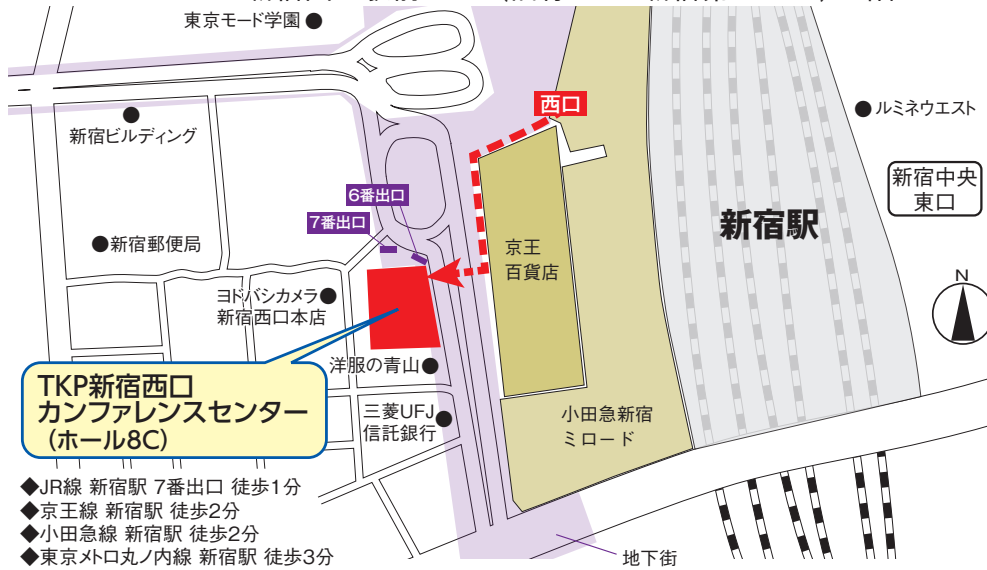 東京モード学園
西口
ルミネウエスト
新宿ビルディング
新宿中央
東口
6番出口
7番出口
新宿駅
新宿郵便局
京王
百貨店
N
ヨドバシカメラ
新宿西口本店
洋服の青山
TKP新宿西口
カンファレンスセンター
(ホール8C)
三菱UFJ
信託銀行
小田急新宿
ミロード
◆JR線 新宿駅 7番出口 徒歩1分
◆京王線 新宿駅 徒歩2分
◆小田急線 新宿駅 徒歩2分
◆東京メトロ丸ノ内線 新宿駅 徒歩3分
地下街